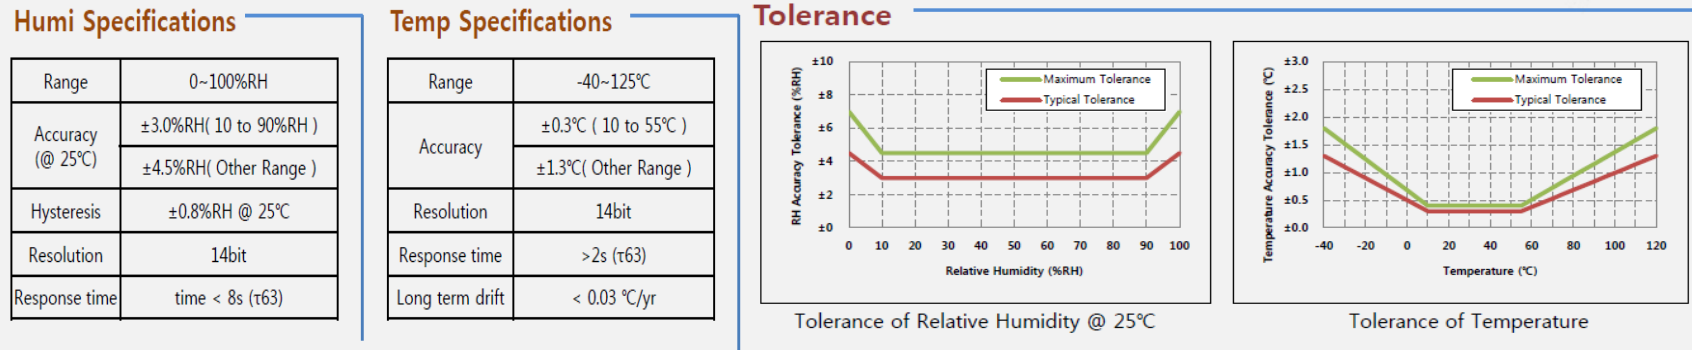 Humi Specifications
Range 0~100%RH
Accuracy
(@ 25℃)
±3.0%RH( 10 to 90%RH )
±4.5%RH( Other Range )
Hysteresis ±0.8%RH @ 25℃
Resolution 14bit
Response time time < 8s (τ63)
Temp Specifications
Range -40~125℃
Accuracy
±0.3℃ ( 10 to 55℃ )
±1.3℃( Other Range )
Resolution 14bit
Response time >2s (τ63)
Long term drift < 0.03 ℃/yr
Tolerance
RH Accuracy Tolerance (%RH)
±10
±8
±6
±4
±2
±0
Maximum Tolerance
Typical Tolerance
0 10 20 30 40 50 60 70 80 90 100
Relative Humidity (%RH)
Tolerance of Relative Humidity @ 25℃
Temperature Accuracy Tolerance (℃)
±3.0
±2.5
±2.0
±1.5
±1.0
±0.5
±0.0
Maximum Tolerance
Typical Tolerance
-40 -20 0 20 40 60 80 100 120
Temperature (℃)
Tolerance of Temperature